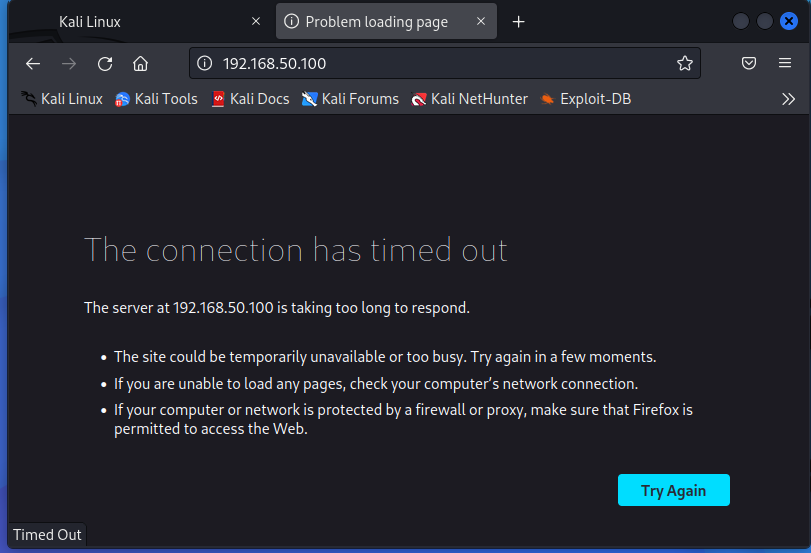 Kali Linux
Problem loading page
192.168.50.100
Kali Linux Kali Tools Kali Docs Kali Forums Kali NetHunter Exploit-DB
The connection has timed out
The server at 192.168.50.100 is taking too long to respond.
• The site could be temporarily unavailable or too busy. Try again in a few moments.
• If you are unable to load any pages, check your computer’s network connection.
• If your computer or network is protected by a firewall or proxy, make sure that Firefox is
permitted to access the Web.
Try Again
Timed Out